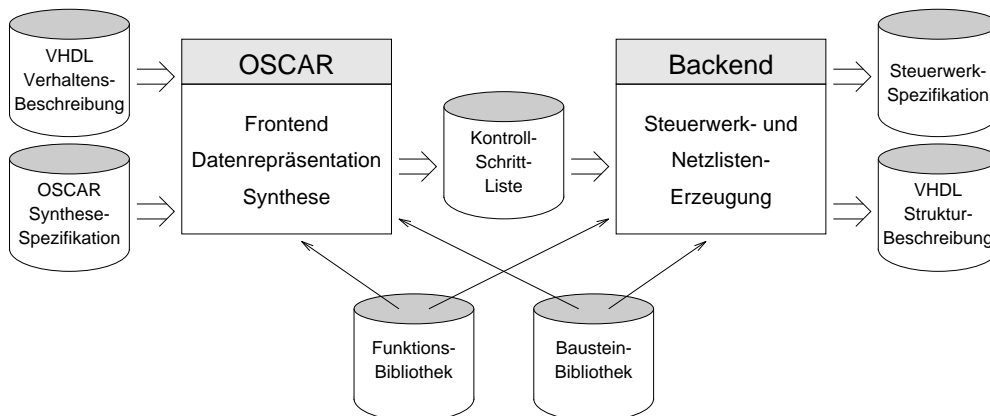 VHDL
Verhaltens-
Beschreibung
OSCAR
Synthese-
Spezifikation
OSCAR
Frontend
Datenrepräsentation
Synthese
Kontroll-
Schritt-
Liste
Backend
Steuerwerk- und
Netzlisten-
Erzeugung
Steuerwerk-
Spezifikation
VHDL
Struktur-
Beschreibung
Funktions-
Bibliothek
Baustein-
Bibliothek